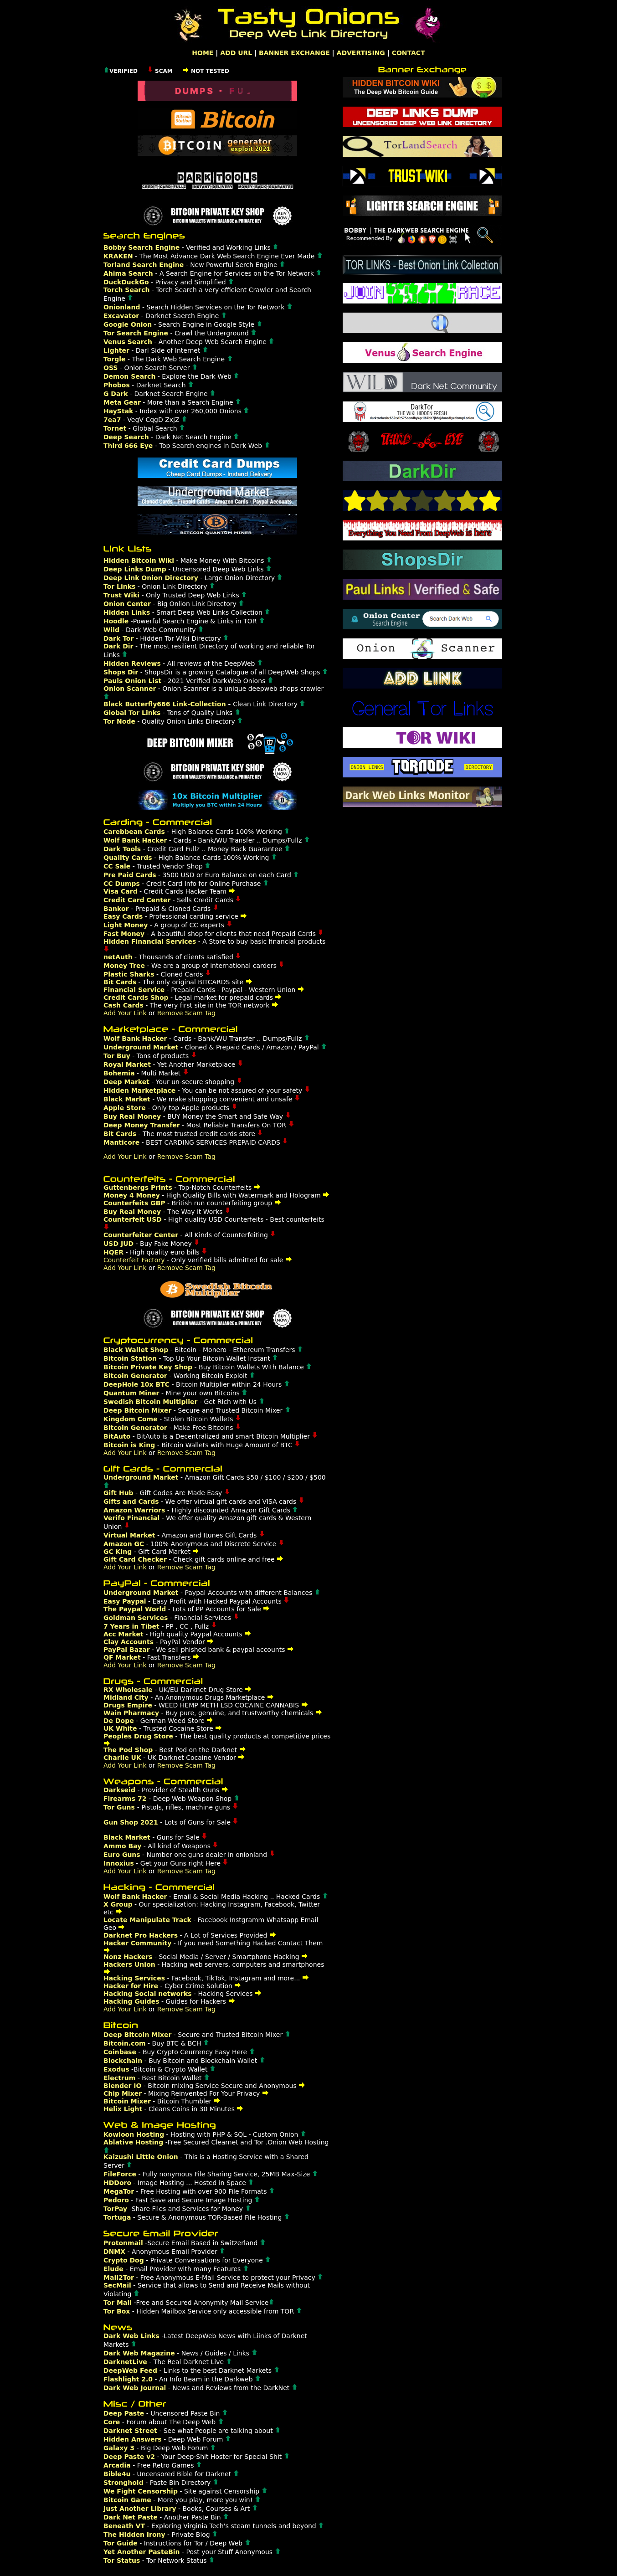 Tasty Onions
Deep Web Link Directory
HOME | ADD URL | BANNER EXCHANGE | ADVERTISING | CONTACT
VERIFIED SCAM NOT TESTED
DUMPS - FU
Bitcoin
BITCOIN generator
exploit 2021
DARK TOOLS
CREDIT CARD FULLZ INSTANT DELIVERY MONEY BACK GUARANTEE
BITCOIN PRIVATE KEY SHOP
BITCOIN WALLETS WITH BALANCE & PRIVATE KEY
BUY NOW
Search Engines
Bobby Search Engine - Verified and Working Links
KRAKEN - The Most Advance Dark Web Search Engine Ever Made
Torland Search Engine - New Powerful Serch Engine
Ahima Search - A Search Engine for Services on the Tor Network
DuckDuckGo - Privacy and Simplified
Torch Search - Torch Search a very efficient Crawler and Search
Engine
Onionland - Search Hidden Services on the Tor Network
Excavator - Darknet Saerch Engine
Google Onion - Search Engine in Google Style
Tor Search Engine - Crawl the Underground
Venus Search - Another Deep Web Search Engine
Lighter - Darl Side of Internet
Torgle - The Dark Web Search Engine
OSS - Onion Search Server
Demon Search - Explore the Dark Web
Phobos - Darknet Search
G Dark - Darknet Search Engine
Meta Gear - More than a Search Engine
HayStak - Index with over 260,000 Onions
7ea7 - VegV CqgD ZxjZ
Tornet - Global Search
Deep Search - Dark Net Search Engine
Third 666 Eye - Top Search engines in Dark Web
Credit Card Dumps
Cheap Card Dumps - Instand Delivery
Underground Market
Cloned Cards - Prepaid Cards - Amazon Cards - Paypal Accounts
BITCOIN QUANTUM MINER
Link Lists
Hidden Bitcoin Wiki - Make Money With Bitcoins
Deep Links Dump - Uncensored Deep Web Links
Deep Link Onion Directory - Large Onion Directory
Tor Links - Onion Link Directory
Trust Wiki - Only Trusted Deep Web Links
Onion Center - Big Onlion Link Directory
Hidden Links - Smart Deep Web Links Collection
Hoodle -Powerful Search Engine & Links in TOR
Wild - Dark Web Community
Dark Tor - Hidden Tor Wiki Directory
Dark Dir - The most resilient Directory of working and reliable Tor
Links
Hidden Reviews - All reviews of the DeepWeb
Shops Dir - ShopsDir is a growing Catalogue of all DeepWeb Shops
Pauls Onion List - 2021 Verified DarkWeb Onions
Onion Scanner - Onion Scanner is a unique deepweb shops crawler
Black Butterfly666 Link-Collection - Clean Link Directory
Global Tor Links - Tons of Quality Links
Tor Node - Quality Onion Links Directory
DEEP BITCOIN MIXER
BITCOIN PRIVATE KEY SHOP
BITCOIN WALLETS WITH BALANCE & PRIVATE KEY
BUY NOW
10x Bitcoin Multiplier
Multiply you BTC within 24 Hours
Carding - Commercial
Carebbean Cards - High Balance Cards 100% Working
Wolf Bank Hacker - Cards - Bank/WU Transfer .. Dumps/Fullz
Dark Tools - Credit Card Fullz .. Money Back Guarantee
Quality Cards - High Balance Cards 100% Working
CC Sale - Trusted Vendor Shop
Pre Paid Cards - 3500 USD or Euro Balance on each Card
CC Dumps - Credit Card Info for Online Purchase
Visa Card - Credit Cards Hacker Team
Credit Card Center - Sells Credit Cards
Bankor - Prepaid & Cloned Cards
Easy Cards - Professional carding service
Light Money - A group of CC experts
Fast Money - A beautiful shop for clients that need Prepaid Cards
Hidden Financial Services - A Store to buy basic financial products
netAuth - Thousands of clients satisfied
Money Tree - We are a group of international carders
Plastic Sharks - Cloned Cards
Bit Cards - The only original BITCARDS site
Financial Service - Prepaid Cards - Paypal - Western Union
Credit Cards Shop - Legal market for prepaid cards
Cash Cards - The very first site in the TOR network
Add Your Link or Remove Scam Tag
Marketplace - Commercial
Wolf Bank Hacker - Cards - Bank/WU Transfer .. Dumps/Fullz
Underground Market - Cloned & Prepaid Cards / Amazon / PayPal
Tor Buy - Tons of products
Royal Market - Yet Another Marketplace
Bohemia - Multi Market
Deep Market - Your un-secure shopping
Hidden Marketplace - You can be not assured of your safety
Black Market - We make shopping convenient and unsafe
Apple Store - Only top Apple products
Buy Real Money - BUY Money the Smart and Safe Way
Deep Money Transfer - Most Reliable Transfers On TOR
Bit Cards - The most trusted credit cards store
Manticore - BEST CARDING SERVICES PREPAID CARDS
Add Your Link or Remove Scam Tag
Counterfeits - Commercial
Guttenbergs Prints - Top-Notch Counterfeits
Money 4 Money - High Quality Bills with Watermark and Hologram
Counterfeits GBP - British run counterfeiting group
Buy Real Money - The Way it Works
Counterfeit USD - High quality USD Counterfeits - Best counterfeits
Counterfeiter Center - All Kinds of Counterfeiting
USD JUD - Buy Fake Money
HQER - High quality euro bills
Counterfeit Factory - Only verified bills admitted for sale
Add Your Link or Remove Scam Tag
Swedish Bitcoin
Multiplier
BITCOIN PRIVATE KEY SHOP
BITCOIN WALLETS WITH BALANCE & PRIVATE KEY
BUY NOW
Cryptocurrency - Commercial
Black Wallet Shop - Bitcoin - Monero - Ethereum Transfers
Bitcoin Station - Top Up Your Bitcoin Wallet Instant
Bitcoin Private Key Shop - Buy Bitcoin Wallets With Balance
Bitcoin Generator - Working Bitcoin Exploit
DeepHole 10x BTC - Bitcoin Multiplier within 24 Hours
Quantum Miner - Mine your own Bitcoins
Swedish Bitcoin Multiplier - Get Rich with Us
Deep Bitcoin Mixer - Secure and Trusted Bitcoin Mixer
Kingdom Come - Stolen Bitcoin Wallets
Bitcoin Generator - Make Free Bitcoins
BitAuto - BitAuto is a Decentralized and smart Bitcoin Multiplier
Bitcoin is King - Bitcoin Wallets with Huge Amount of BTC
Add Your Link or Remove Scam Tag
Gift Cards - Commercial
Underground Market - Amazon Gift Cards $50 / $100 / $200 / $500
Gift Hub - Gift Codes Are Made Easy
Gifts and Cards - We offer virtual gift cards and VISA cards
Amazon Warriors - Highly discounted Amazon Gift Cards
Verifo Financial - We offer quality Amazon gift cards & Western
Union
Virtual Market - Amazon and Itunes Gift Cards
Amazon GC - 100% Anonymous and Discrete Service
GC King - Gift Card Market
Gift Card Checker - Check gift cards online and free
Add Your Link or Remove Scam Tag
PayPal - Commercial
Underground Market - Paypal Accounts with different Balances
Easy Paypal - Easy Profit with Hacked Paypal Accounts
The Paypal World - Lots of PP Accounts for Sale
Goldman Services - Financial Services
7 Years in Tibet - PP , CC , Fullz
Acc Market - High quality Paypal Accounts
Clay Accounts - PayPal Vendor
PayPal Bazar - We sell phished bank & paypal accounts
QF Market - Fast Transfers
Add Your Link or Remove Scam Tag
Drugs - Commercial
RX Wholesale - UK/EU Darknet Drug Store
Midland City - An Anonymous Drugs Marketplace
Drugs Empire - WEED HEMP METH LSD COCAINE CANNABIS
Wain Pharmacy - Buy pure, genuine, and trustworthy chemicals
De Dope - German Weed Store
UK White - Trusted Cocaine Store
Peoples Drug Store - The best quality products at competitive prices
The Pod Shop - Best Pod on the Darknet
Charlie UK - UK Darknet Cocaine Vendor
Add Your Link or Remove Scam Tag
Weapons - Commercial
Darkseid - Provider of Stealth Guns
Firearms 72 - Deep Web Weapon Shop
Tor Guns - Pistols, rifles, machine guns
Gun Shop 2021 - Lots of Guns for Sale
Black Market - Guns for Sale
Ammo Bay - All kind of Weapons
Euro Guns - Number one guns dealer in onionland
Innoxius - Get your Guns right Here
Add Your Link or Remove Scam Tag
Hacking - Commercial
Wolf Bank Hacker - Email & Social Media Hacking .. Hacked Cards
X Group - Our specialization: Hacking Instagram, Facebook, Twitter
etc
Locate Manipulate Track - Facebook Instgramm Whatsapp Email
Geo
Darknet Pro Hackers - A Lot of Services Provided
Hacker Community - If you need Something Hacked Contact Them
Nonz Hackers - Social Media / Server / Smartphone Hacking
Hackers Union - Hacking web servers, computers and smartphones
Hacking Services - Facebook, TikTok, Instagram and more...
Hacker for Hire - Cyber Crime Solution
Hacking Social networks - Hacking Services
Hacking Guides - Guides for Hackers
Add Your Link or Remove Scam Tag
Bitcoin
Deep Bitcoin Mixer - Secure and Trusted Bitcoin Mixer
Bitcoin.com - Buy BTC & BCH
Coinbase - Buy Crypto Ceurrency Easy Here
Blockchain - Buy Bitcoin and Blockchain Wallet
Exodus -Bitcoin & Crypto Wallet
Electrum - Best Bitcoin Wallet
Blender IO - Bitcoin mixing Service Secure and Anonymous
Chip Mixer - Mixing Reinvented For Your Privacy
Bitcoin Mixer - Bitcoin Thumbler
Helix Light - Cleans Coins in 30 Minutes
Web & Image Hosting
Kowloon Hosting - Hosting with PHP & SQL - Custom Onion
Ablative Hosting -Free Secured Clearnet and Tor .Onion Web Hosting
Kaizushi Little Onion - This is a Hosting Service with a Shared
Server
FileForce - Fully nonymous File Sharing Service, 25MB Max-Size
HDDoro - Image Hosting ... Hosted in Space
MegaTor - Free Hosting with over 900 File Formats
Pedoro - Fast Save and Secure Image Hosting
TorPay -Share Files and Services for Money
Tortuga - Secure & Anonymous TOR-Based File Hosting
Secure Email Provider
Protonmail -Secure Email Based in Switzerland
DNMX - Anonymous Email Provider
Crypto Dog - Private Conversations for Everyone
Elude - Email Provider with many Features
Mail2Tor - Free Anonymous E-Mail Service to protect your Privacy
SecMail - Service that allows to Send and Receive Mails without
Violating
Tor Mail -Free and Secured Anonymity Mail Service
Tor Box - Hidden Mailbox Service only accessible from TOR
News
Dark Web Links -Latest DeepWeb News with Liinks of Darknet
Markets
Dark Web Magazine - News / Guides / Links
DarknetLive - The Real Darknet Live
DeepWeb Feed - Links to the best Darknet Markets
Flashlight 2.0 - An Info Beam in the Darkweb
Dark Web Journal - News and Reviews from the DarkNet
Misc / Other
Deep Paste - Uncensored Paste Bin
Core - Forum about The Deep Web
Darknet Street - See what People are talking about
Hidden Answers - Deep Web Forum
Galaxy 3 - Big Deep Web Forum
Deep Paste v2 - Your Deep-Shit Hoster for Special Shit
Arcadia - Free Retro Games
Bible4u - Uncensored Bible for Darknet
Stronghold - Paste Bin Directory
We Fight Censorship - Site against Censorship
Bitcoin Game - More you play, more you win!
Just Another Library - Books, Courses & Art
Dark Net Paste - Another Paste Bin
Beneath VT - Exploring Virginia Tech's steam tunnels and beyond
The Hidden Irony - Private Blog
Tor Guide - Instructions for Tor / Deep Web
Yet Another PasteBin - Post your Stuff Anonymous
Tor Status - Tor Network Status
Banner Exchange
HIDDEN BITCOIN WIKI
The Deep Web Bitcoin Guide
DEEP LINKS DUMP
UNCENSORED DEEP WEB LINK DIRECTORY
TorLandSearch
TRUST WIKI
LIGHTER SEARCH ENGINE
BOBBY | THE DARKWEB SEARCH ENGINE
Recommended By
TOR LINKS - Best Onion Link Collection
JOIN RACE
Venus Search Engine
WILD Dark Net Community
DarkTor
THE WIKI HIDDEN FRESH
DarkDir
Everything You Need From DeepWeb is here
ShopsDir
Paul Links | Verified & Safe
Onion Center
Search Engine
Search Dark Web
Onion Scanner
ADD LINK
General Tor Links
TOR WIKI
ONION LINKS TORNODE DIRECTORY
Dark Web Links Monitor